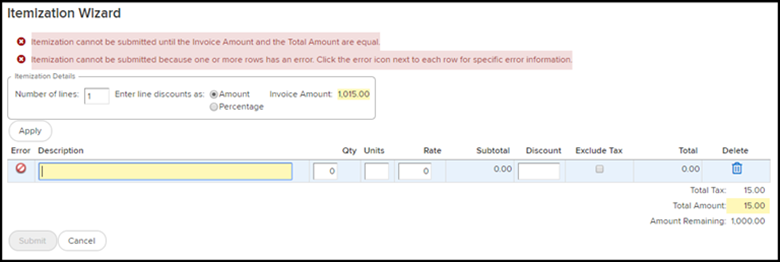 Itemization Wizard
Itemization cannot be submitted until the Invoice Amount and the Total Amount are equal.
Itemization cannot be submitted because one or more rows has an error. Click the error icon next to each row for specific error information.
Itemization Details
Number of lines: 1 Enter line discounts as: Amount Invoice Amount: 1,015.00
Percentage
Apply
Error Description Qty Units Rate Subtotal Discount Exclude Tax Total Delete
0 0 0.00 0.00
Total Tax: 15.00
Total Amount: 15.00
Amount Remaining: 1,000.00
Submit Cancel